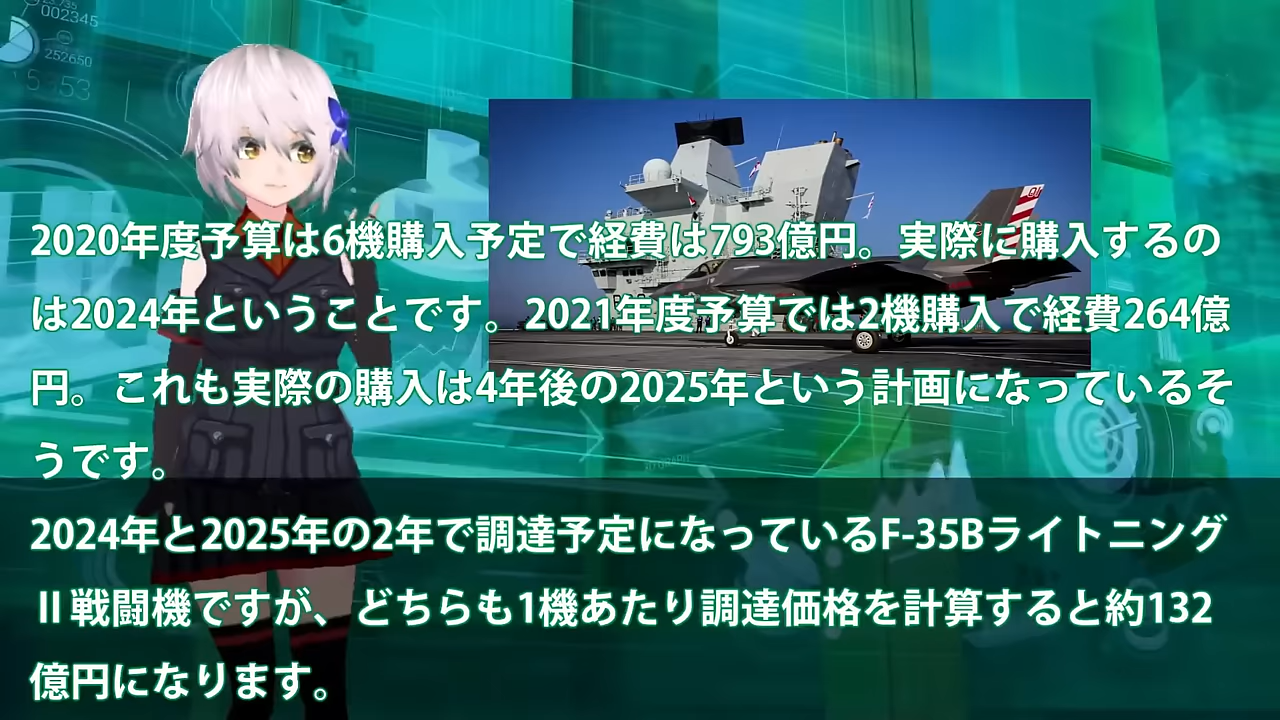 002345
252650
2020年度予算は6機購入予定で経費は793億円。実際に購入するの
は2024年ということです。2021年度予算では2機購入で経費264億
円。これも実際の購入は4年後の2025年という計画になっているそ
うです。
2024年と2025年の2年で調達予定になっているF-35Bライトニング
Ⅱ戦闘機ですが、どちらも1機あたり調達価格を計算すると約132
億円になります。